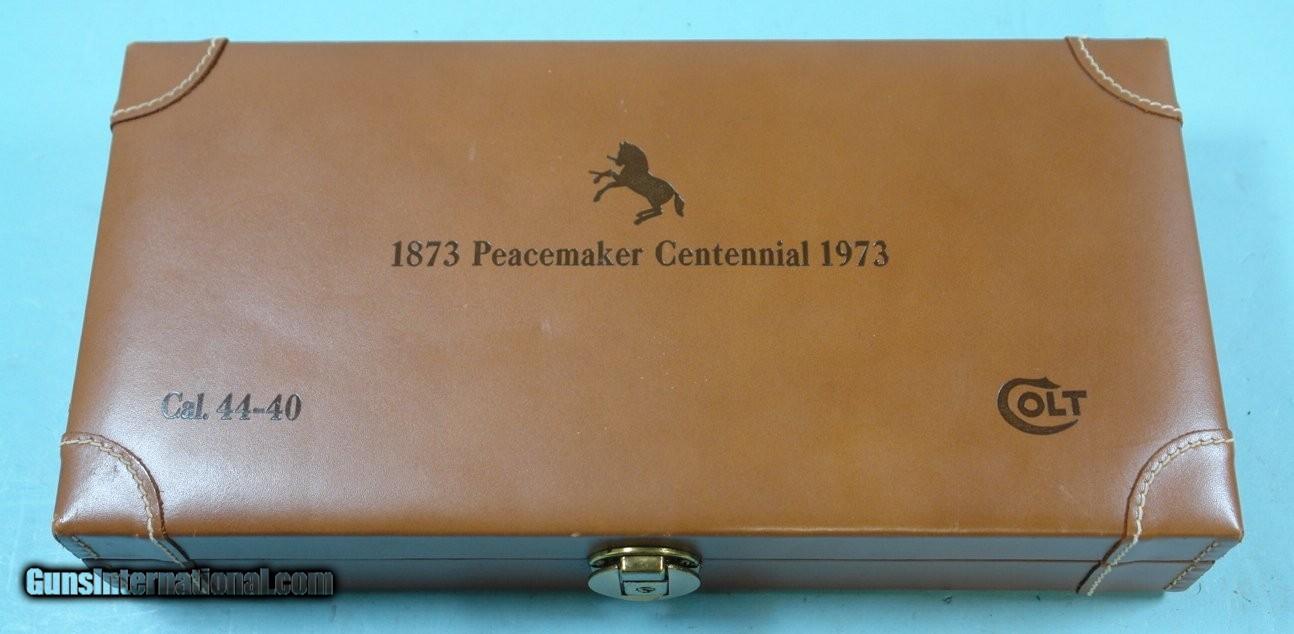 1873 Peacemaker Centennial 1973
Cal. 44-40
COLT
GunsInternational.com